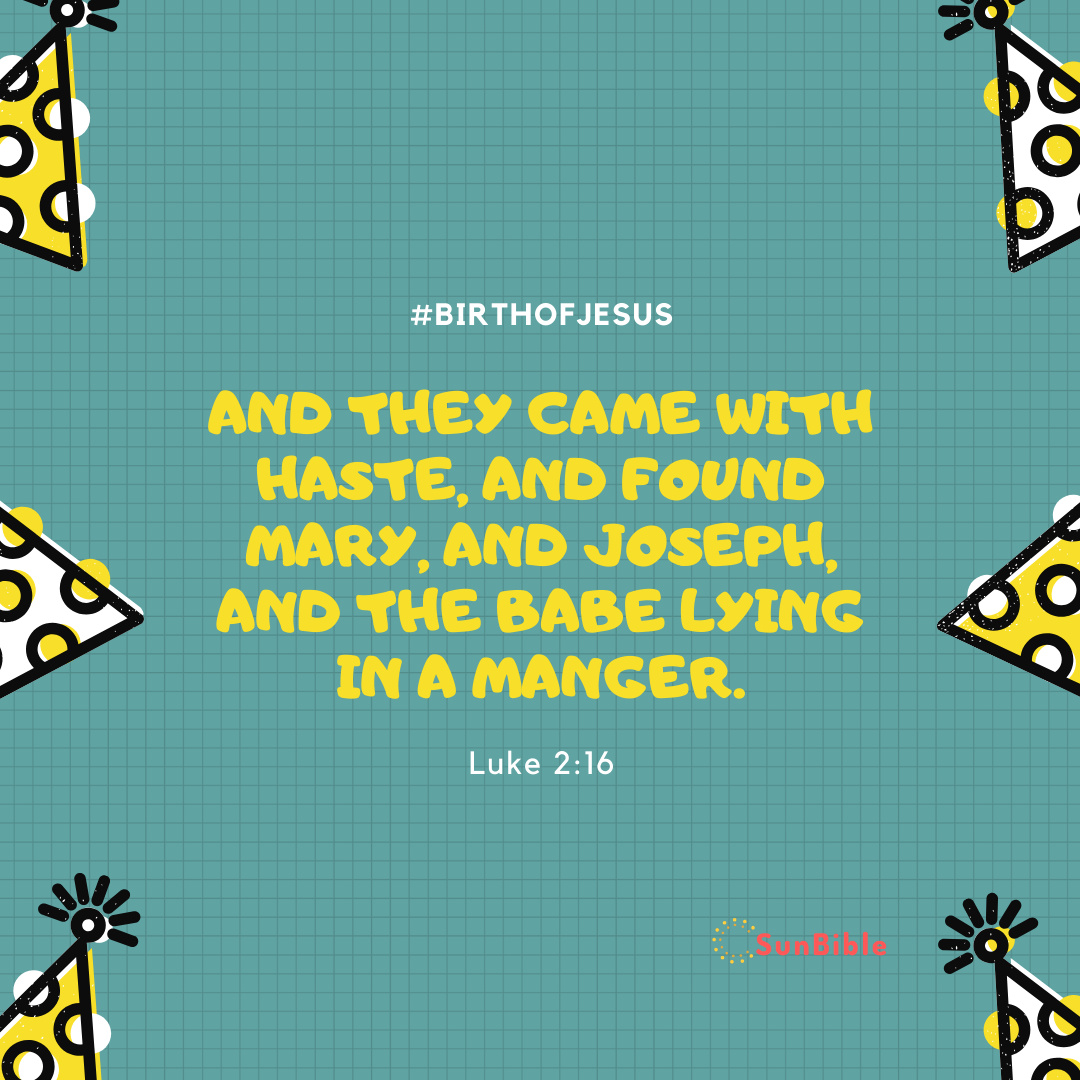 #BIRTHOFJESUS
AND THEY CAME WITH
HASTE, AND FOUND
MARY, AND JOSEPH,
AND THE BABE LYING
IN A MANGER.
Luke 2:16
SunBible